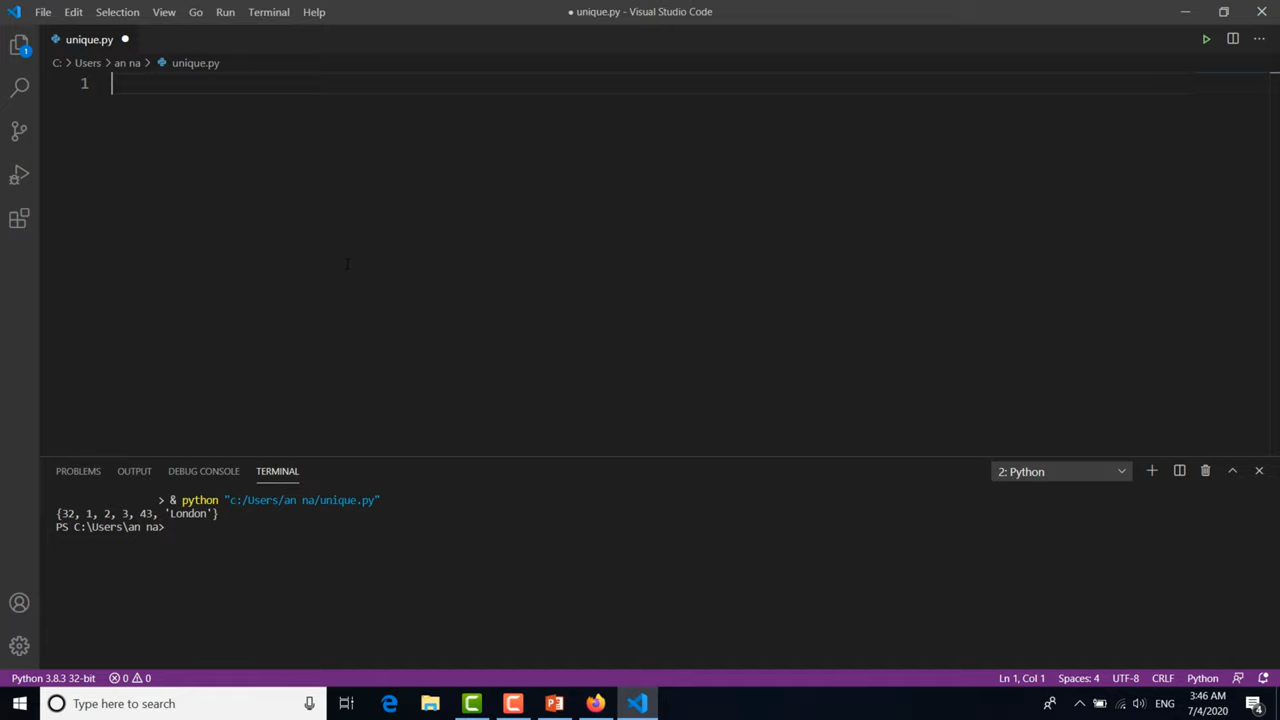 File Edit Selection View Go Run Terminal Help
● unique.py - Visual Studio Code
unique.py ●
C: > Users > an na > unique.py
1
1
PROBLEMS OUTPUT DEBUG CONSOLE TERMINAL
2: Python
> & python "c:/Users/an na/unique.py"
{32, 1, 2, 3, 43, 'London'}
PS C:\Users\an na>
Python 3.8.3 32-bit 0 0
Ln 1, Col 1 Spaces: 4 UTF-8 CRLF Python
Type here to search
ENG
3:46 AM
7/4/2020
4